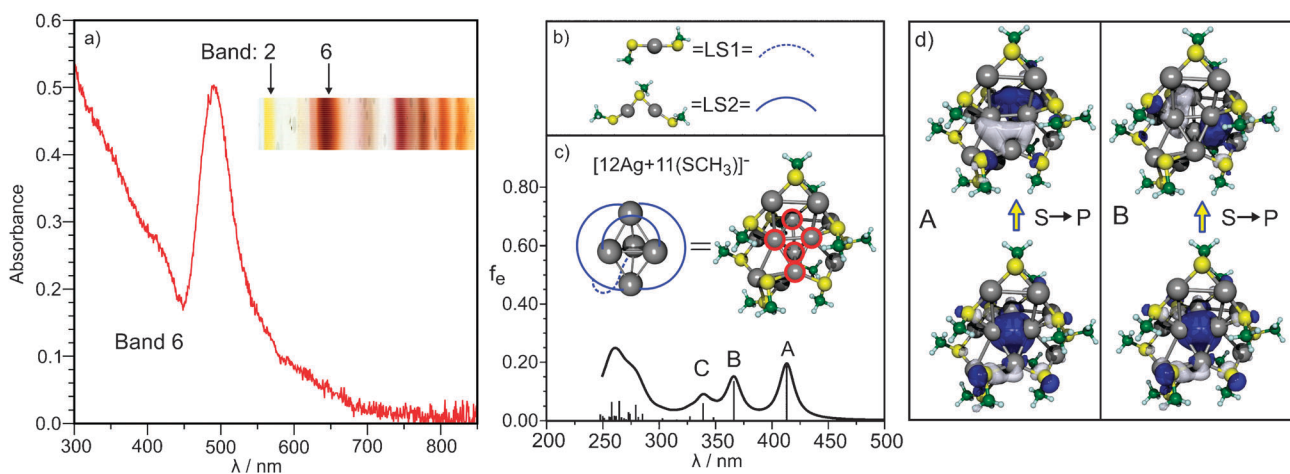 a)
Band: 2 6
Band 6
Absorbance
0.6
0.5
0.4
0.3
0.2
0.1
0.0
300 400 500 600 700 800
λ / nm
b)
=LS1=
=LS2=
c)
[12Ag+11(SCH₃)]⁻
=
fₑ
0.80
0.60
0.40
0.20
0.00
C B A
200 250 300 350 400 450 500
λ / nm
d)
A S→P
B S→P